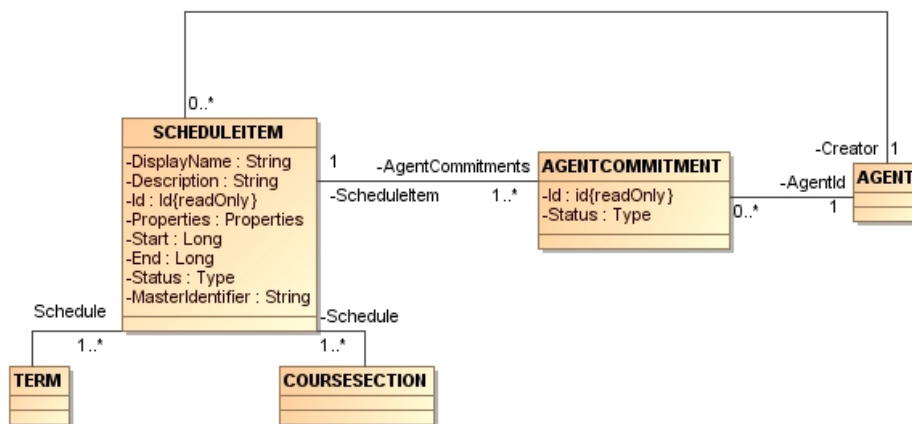 0..*
SCHEDULEITEM
-DisplayName : String
-Description : String
-Id : Id{readOnly}
-Properties : Properties
-Start : Long
-End : Long
-Status : Type
-MasterIdentifier : String
1
-AgentCommitments
-ScheduleItem
1..*
AGENTCOMMITMENT
-Id : id{readOnly}
-Status : Type
-Creator
1
-AgentId
0..*
1
AGENT
Schedule
1..*
-Schedule
1..*
TERM
COURSESECTION